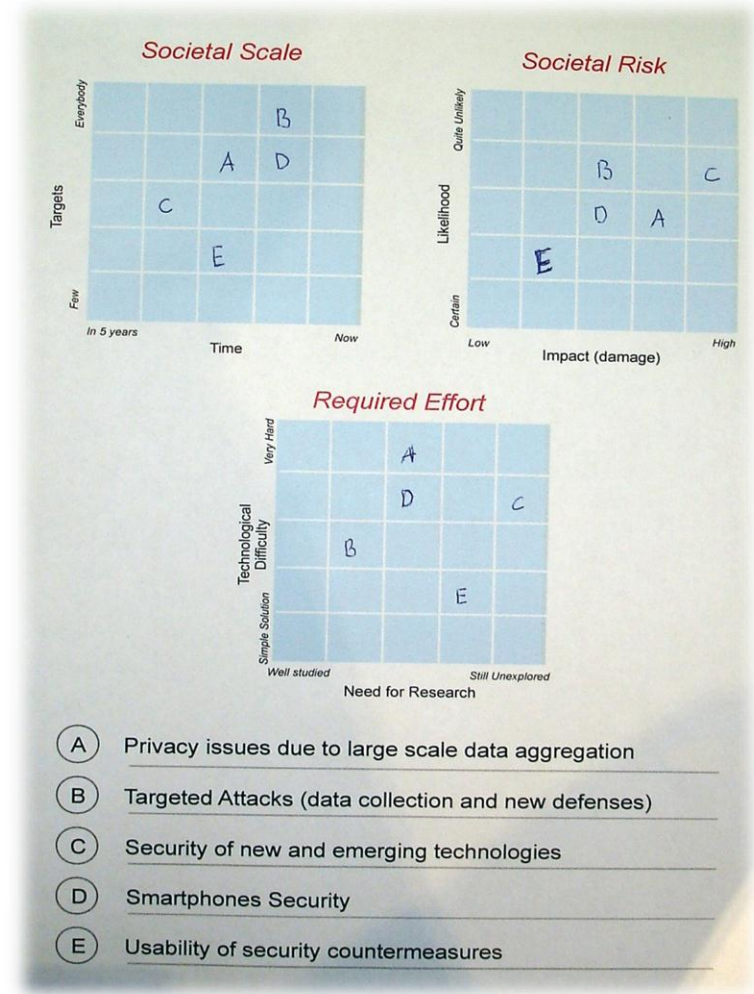 Societal Scale
Everybody
Targets
Few
B
A D
C
E
In 5 years
Now
Time
Societal Risk
Quite Unlikely
Likelihood
Certain
B C
D A
E
Low
High
Impact (damage)
Required Effort
Very Hard
Technological
Difficulty
Simple Solution
A
D C
B
E
Well studied
Still Unexplored
Need for Research
A Privacy issues due to large scale data aggregation
B Targeted Attacks (data collection and new defenses)
C Security of new and emerging technologies
D Smartphones Security
E Usability of security countermeasures